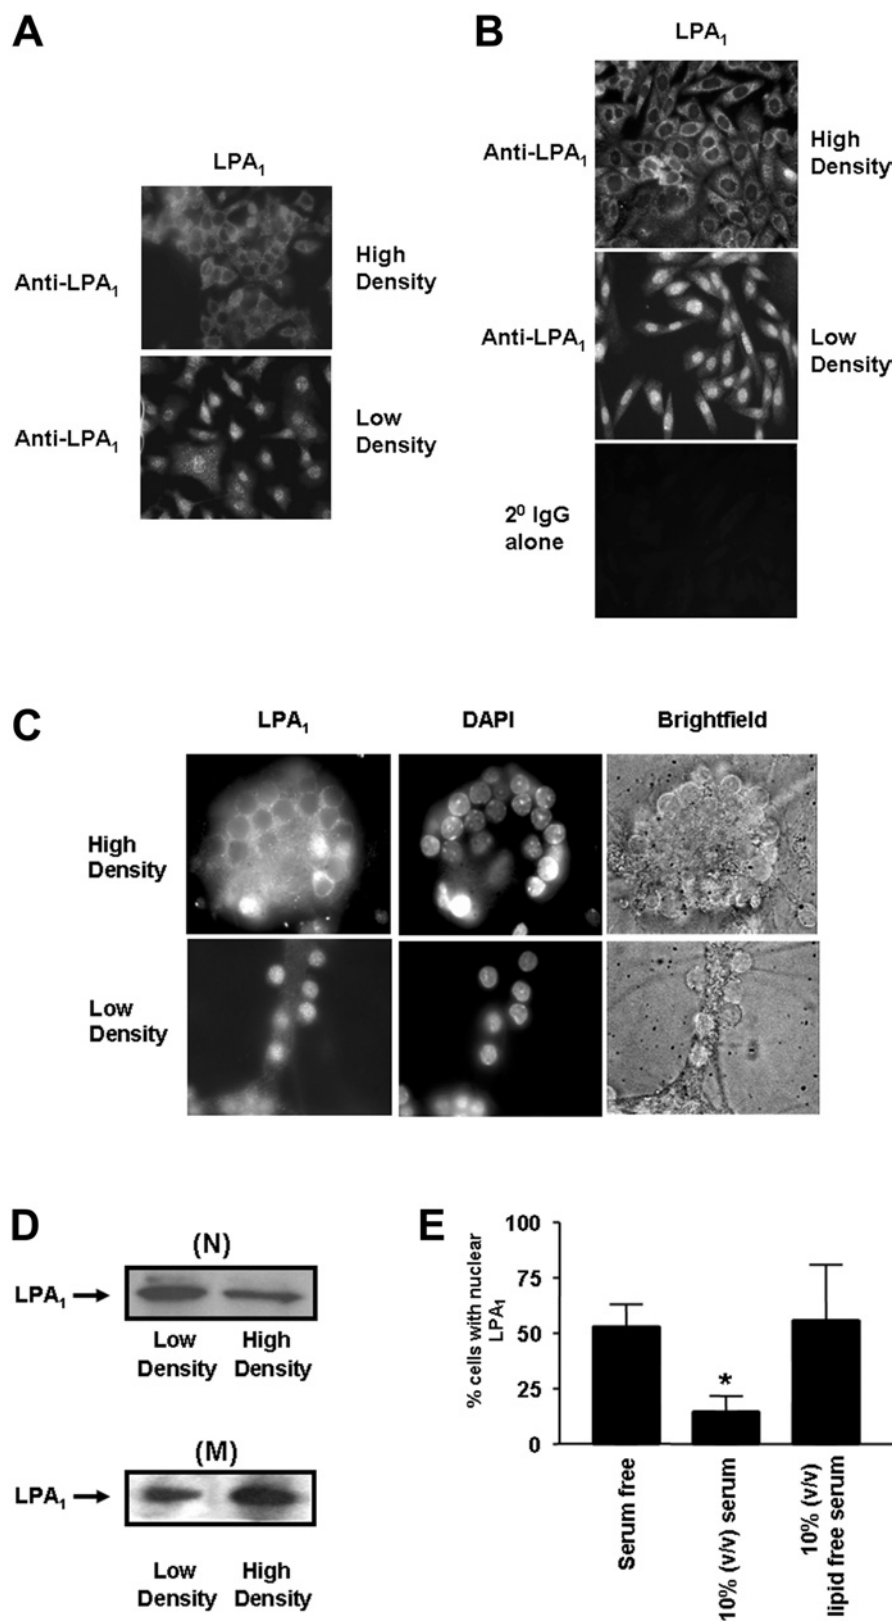 A
LPA₁
Anti-LPA₁
High
Density
Anti-LPA₁
Low
Density
B
LPA₁
Anti-LPA₁
High
Density
Anti-LPA₁
Low
Density
2⁰ IgG
alone
C
LPA₁
DAPI
Brightfield
High
Density
Low
Density
D
(N)
LPA₁
Low
Density
High
Density
(M)
LPA₁
Low
Density
High
Density
E
% cells with nuclear
LPA₁
100
75
50
25
0
*
Serum free
10% (v/v) serum
10% (v/v)
lipid free serum